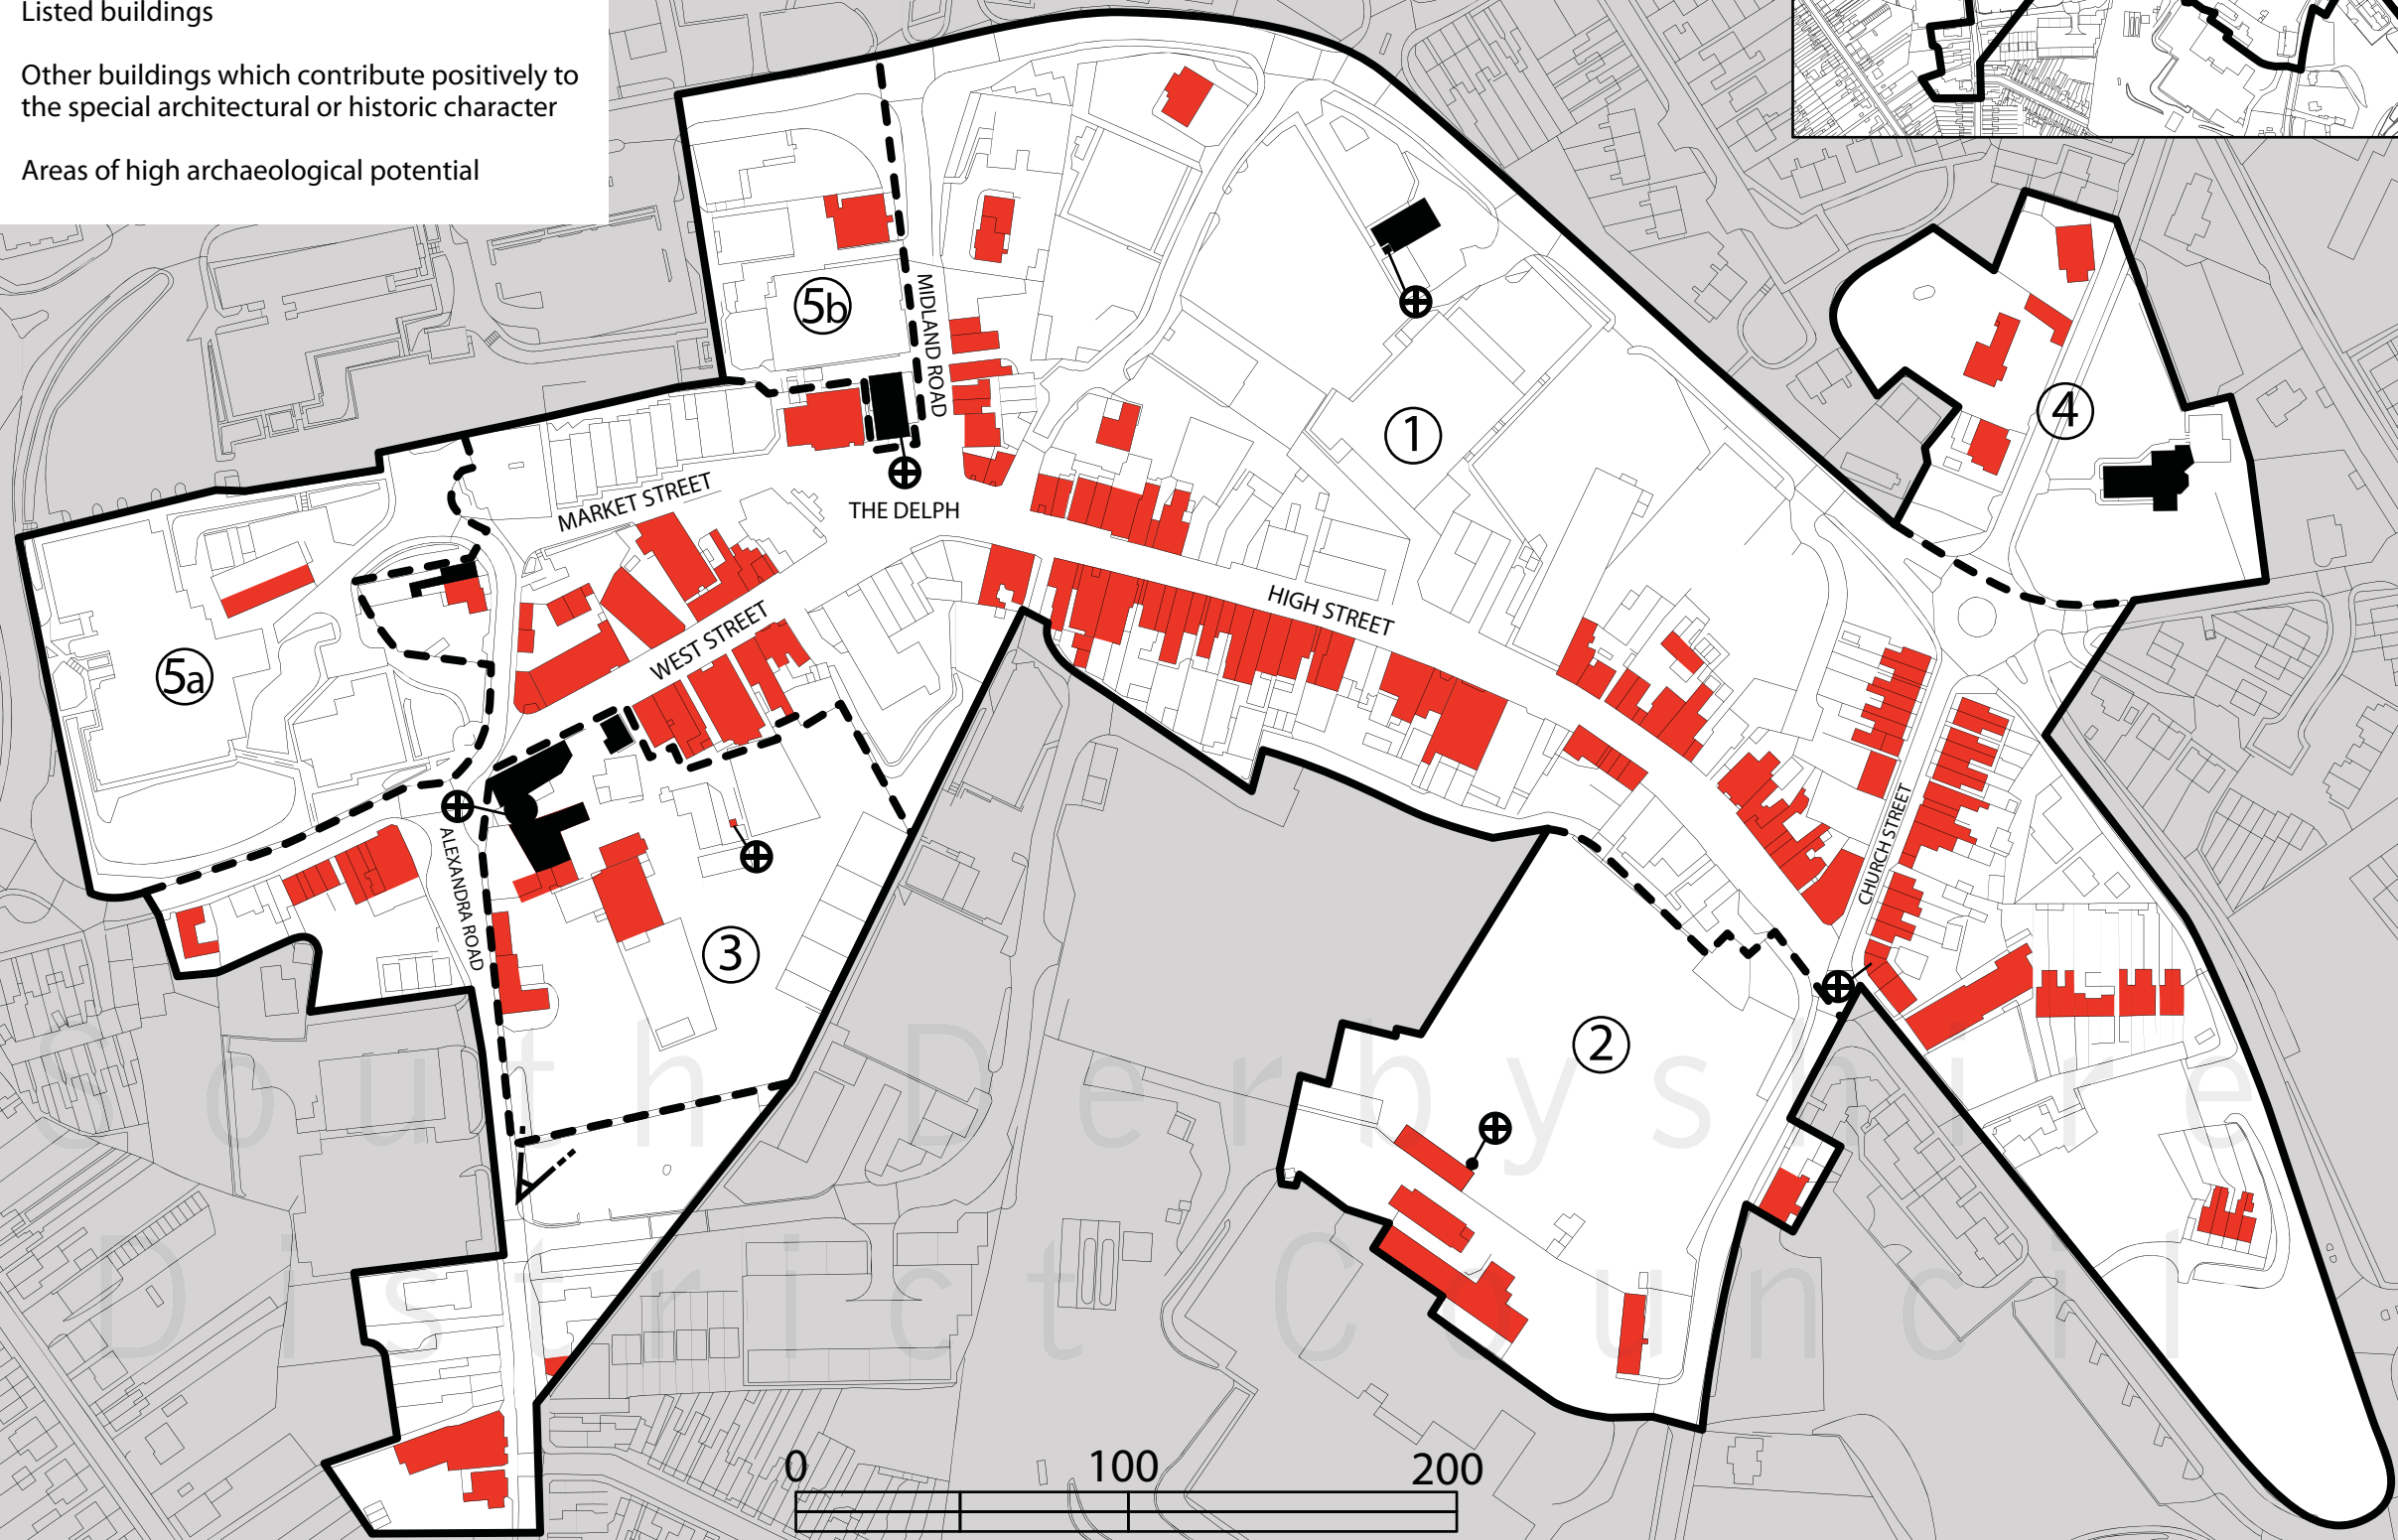 Listed buildings
Other buildings which contribute positively to
the special architectural or historic character
Areas of high archaeological potential
5b
MIDLAND ROAD
1
4
MARKET STREET
THE DELPH
HIGH STREET
WEST STREET
5a
CHURCH STREET
ALEXANDRA ROAD
3
2
South Derbyshire
District Council
0 100 200